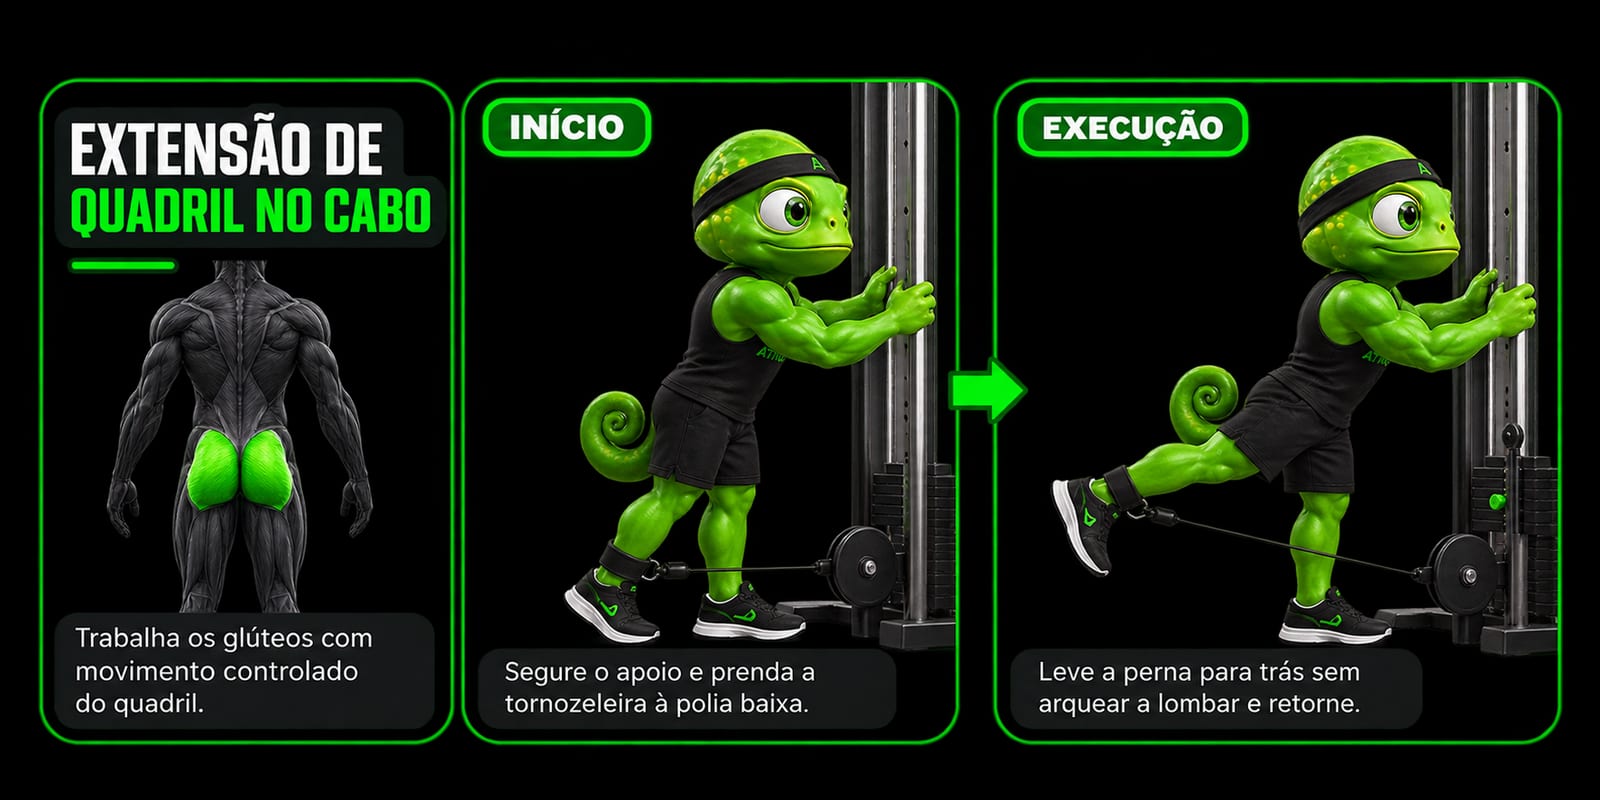 EXTENSÃO DE
QUADRIL NO CABO
Trabalha os glúteos com
movimento controlado
do quadril.
INÍCIO
A
Segure o apoio e prenda a
tornozeleira à polia baixa.
EXECUÇÃO
A
Leve a perna para trás sem
arquear a lombar e retorne.